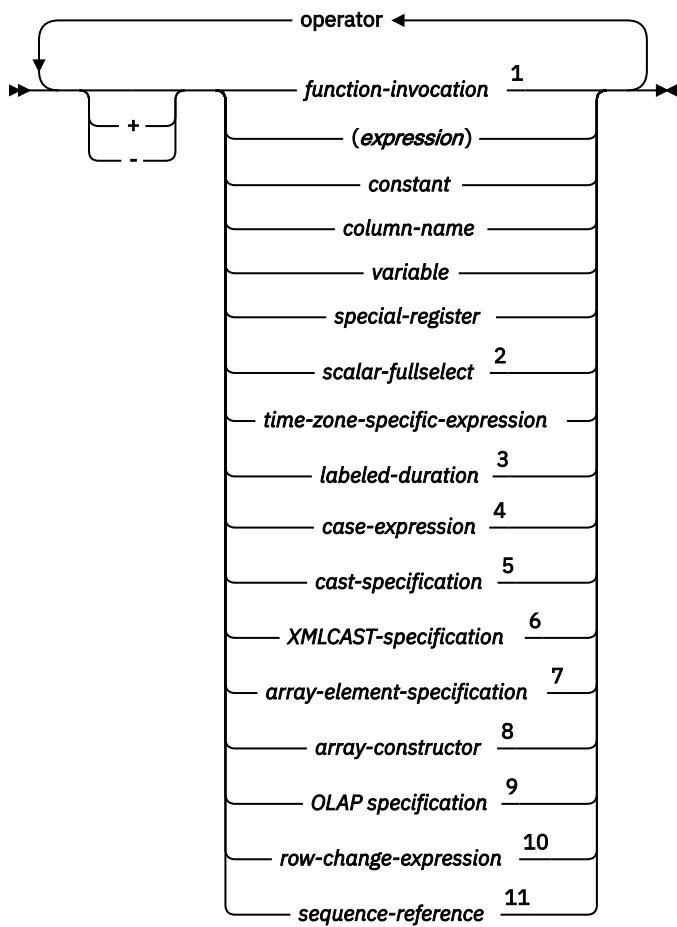 operator
function-invocation 1
+
-
(expression)
constant
column-name
variable
special-register
scalar-fullselect 2
time-zone-specific-expression
labeled-duration 3
case-expression 4
cast-specification 5
XMLCAST-specification 6
array-element-specification 7
array-constructor 8
OLAP specification 9
row-change-expression 10
sequence-reference 11